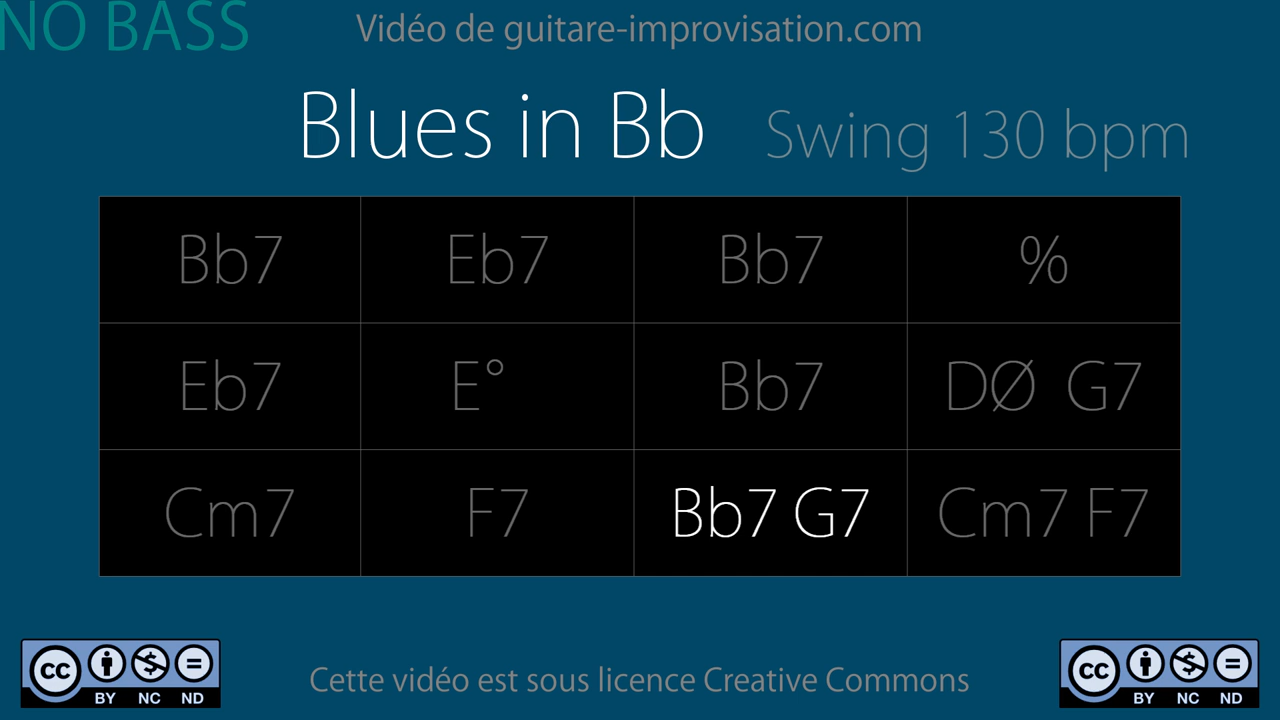 NO BASS
Vidéo de guitare-improvisation.com
Blues in Bb Swing 130 bpm
Bb7 Eb7 Bb7 %
Eb7 E° Bb7 DØ G7
Cm7 F7 Bb7 G7 Cm7 F7
cc BY NC ND
Cette vidéo est sous licence Creative Commons
cc BY NC ND